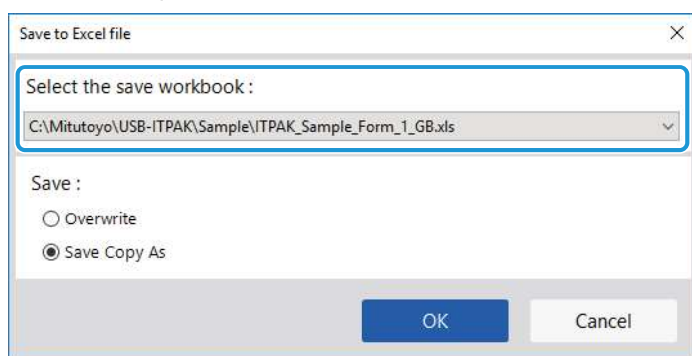 Save to Excel file
Select the save workbook :
C:\Mitutoyo\USB-ITPAK\Sample\ITPAK_Sample_Form_1_GB.xls
Save :
Overwrite
Save Copy As
OK Cancel